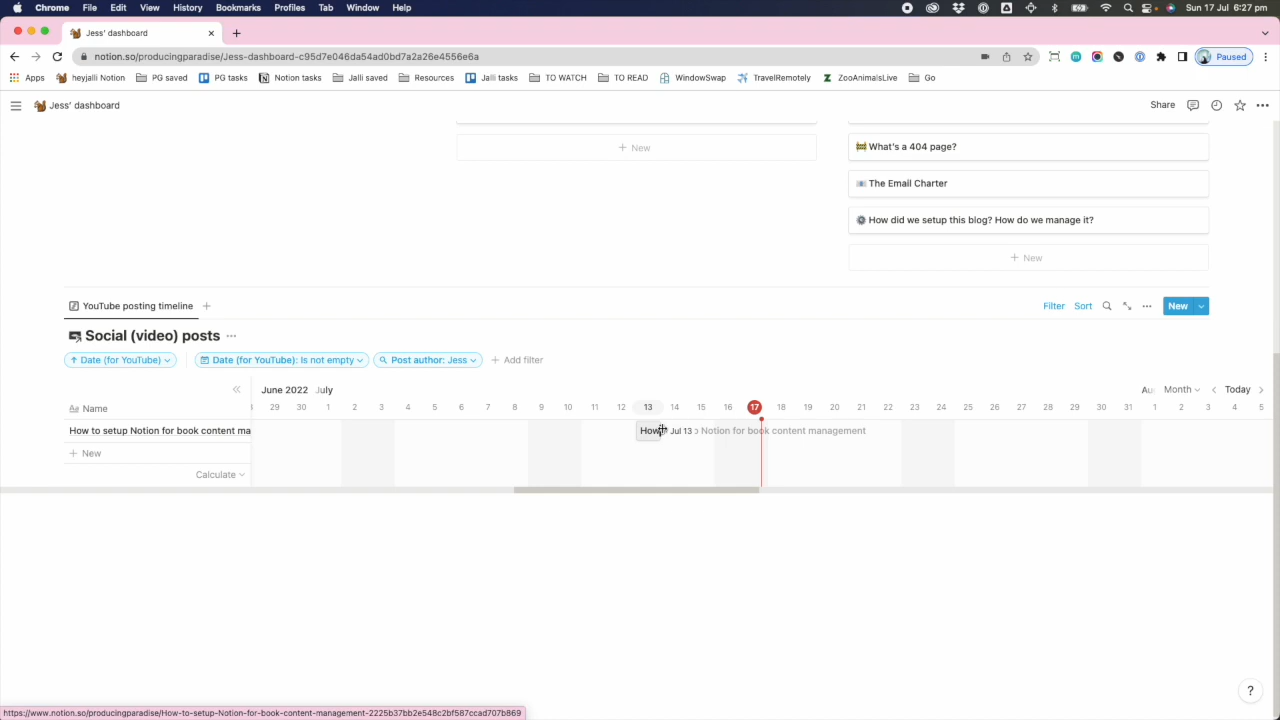 Chrome File Edit View History Bookmarks Profiles Tab Window Help Sun 17 Jul 6:27 pm
Jess' dashboard
notion.so/producingparadise/Jess-dashboard-c95d7e046da54ad0bd7a2a26e4556e6a Paused
Apps heyjalli Notion PG saved PG tasks Notion tasks Jalli saved Resources Jalli tasks TO WATCH TO READ WindowSwap TravelRemotely ZooAnimalsLive Go
Jess' dashboard Share
What's a 404 page?
+ New
The Email Charter
How did we setup this blog? How do we manage it?
+ New
YouTube posting timeline + Filter Sort New
Social (video) posts
Date (for YouTube) Date (for YouTube): Is not empty Post author: Jess + Add filter
June 2022 July Au Month Today
Aa Name 29 30 1 2 3 4 5 6 7 8 9 10 11 12 13 14 15 16 17 18 19 20 21 22 23 24 25 26 27 28 29 30 31 1 2 3 4 5
How to setup Notion for book content ma How Jul 13 Notion for book content management
+ New
Calculate
?
https://www.notion.so/producingparadise/How-to-setup-Notion-for-book-content-management-2225b37bb2e548c2bf587ccad707b869